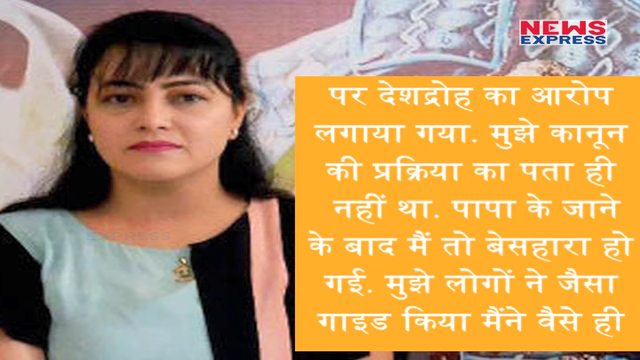 NEWS
EXPRESS
पर देशद्रोह का आरोप
लगाया गया. मुझे कानून
की प्रक्रिया का पता ही
नहीं था. पापा के जाने
के बाद मैं तो बेसहारा हो
गई. मुझे लोगों ने जैसा
गाइड किया मैंने वैसे ही